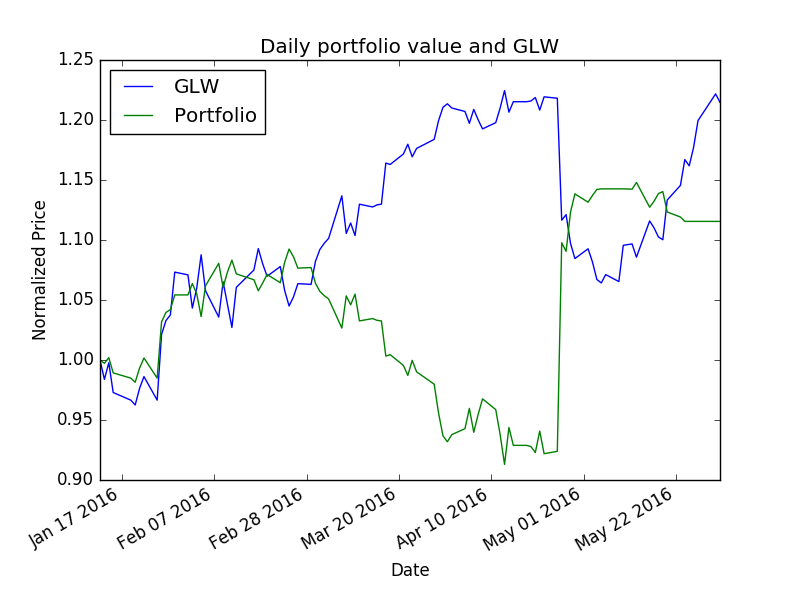 Daily portfolio value and GLW
GLW
Portfolio
Normalized Price
1.25
1.20
1.15
1.10
1.05
1.00
0.95
0.90
Jan 17 2016
Feb 07 2016
Feb 28 2016
Mar 20 2016
Apr 10 2016
May 01 2016
May 22 2016
Date